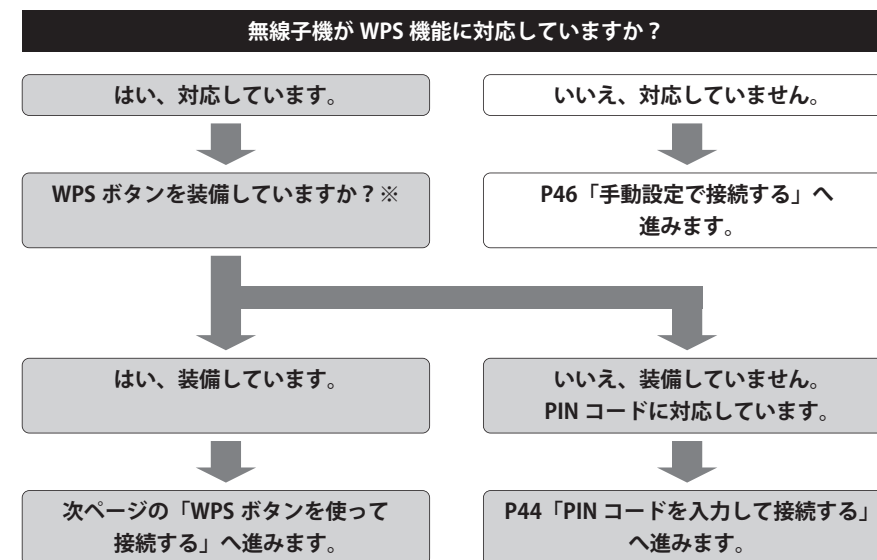 無線子機が WPS 機能に対応していますか？
はい、対応しています。
いいえ、対応していません。
WPS ボタンを装備していますか？※
P46「手動設定で接続する」へ
進みます。
はい、装備しています。
いいえ、装備していません。
PIN コードに対応しています。
次ページの「WPS ボタンを使って
接続する」へ進みます。
P44「PIN コードを入力して接続する」
へ進みます。